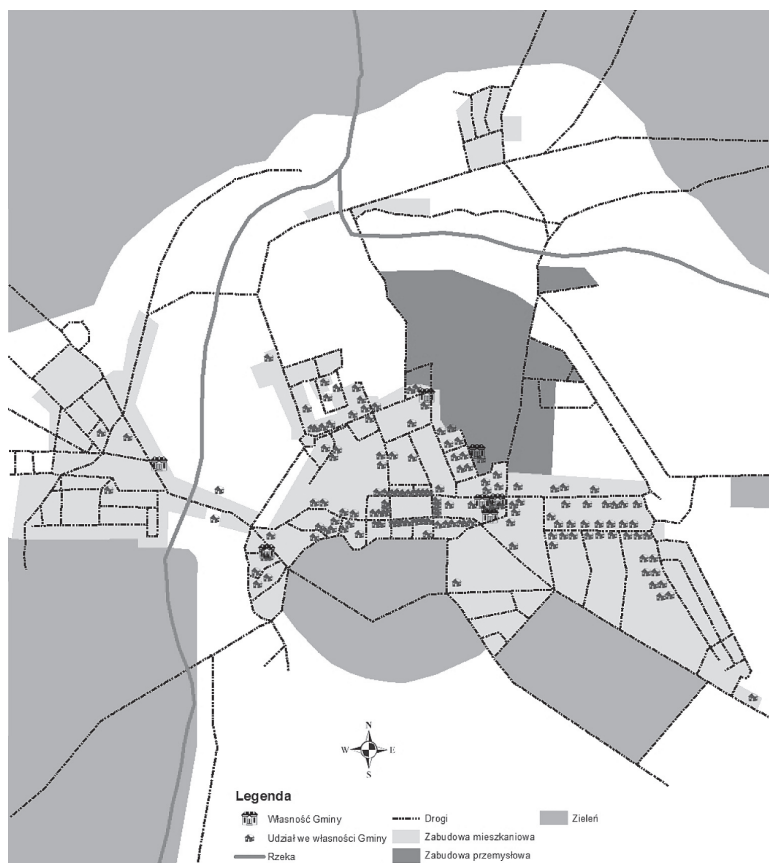 N
W E
S
Legenda
Własność Gminy Drogi Zieleń
Udział we własności Gminy Zabudowa mieszkaniowa
Rzeka Zabudowa przemysłowa